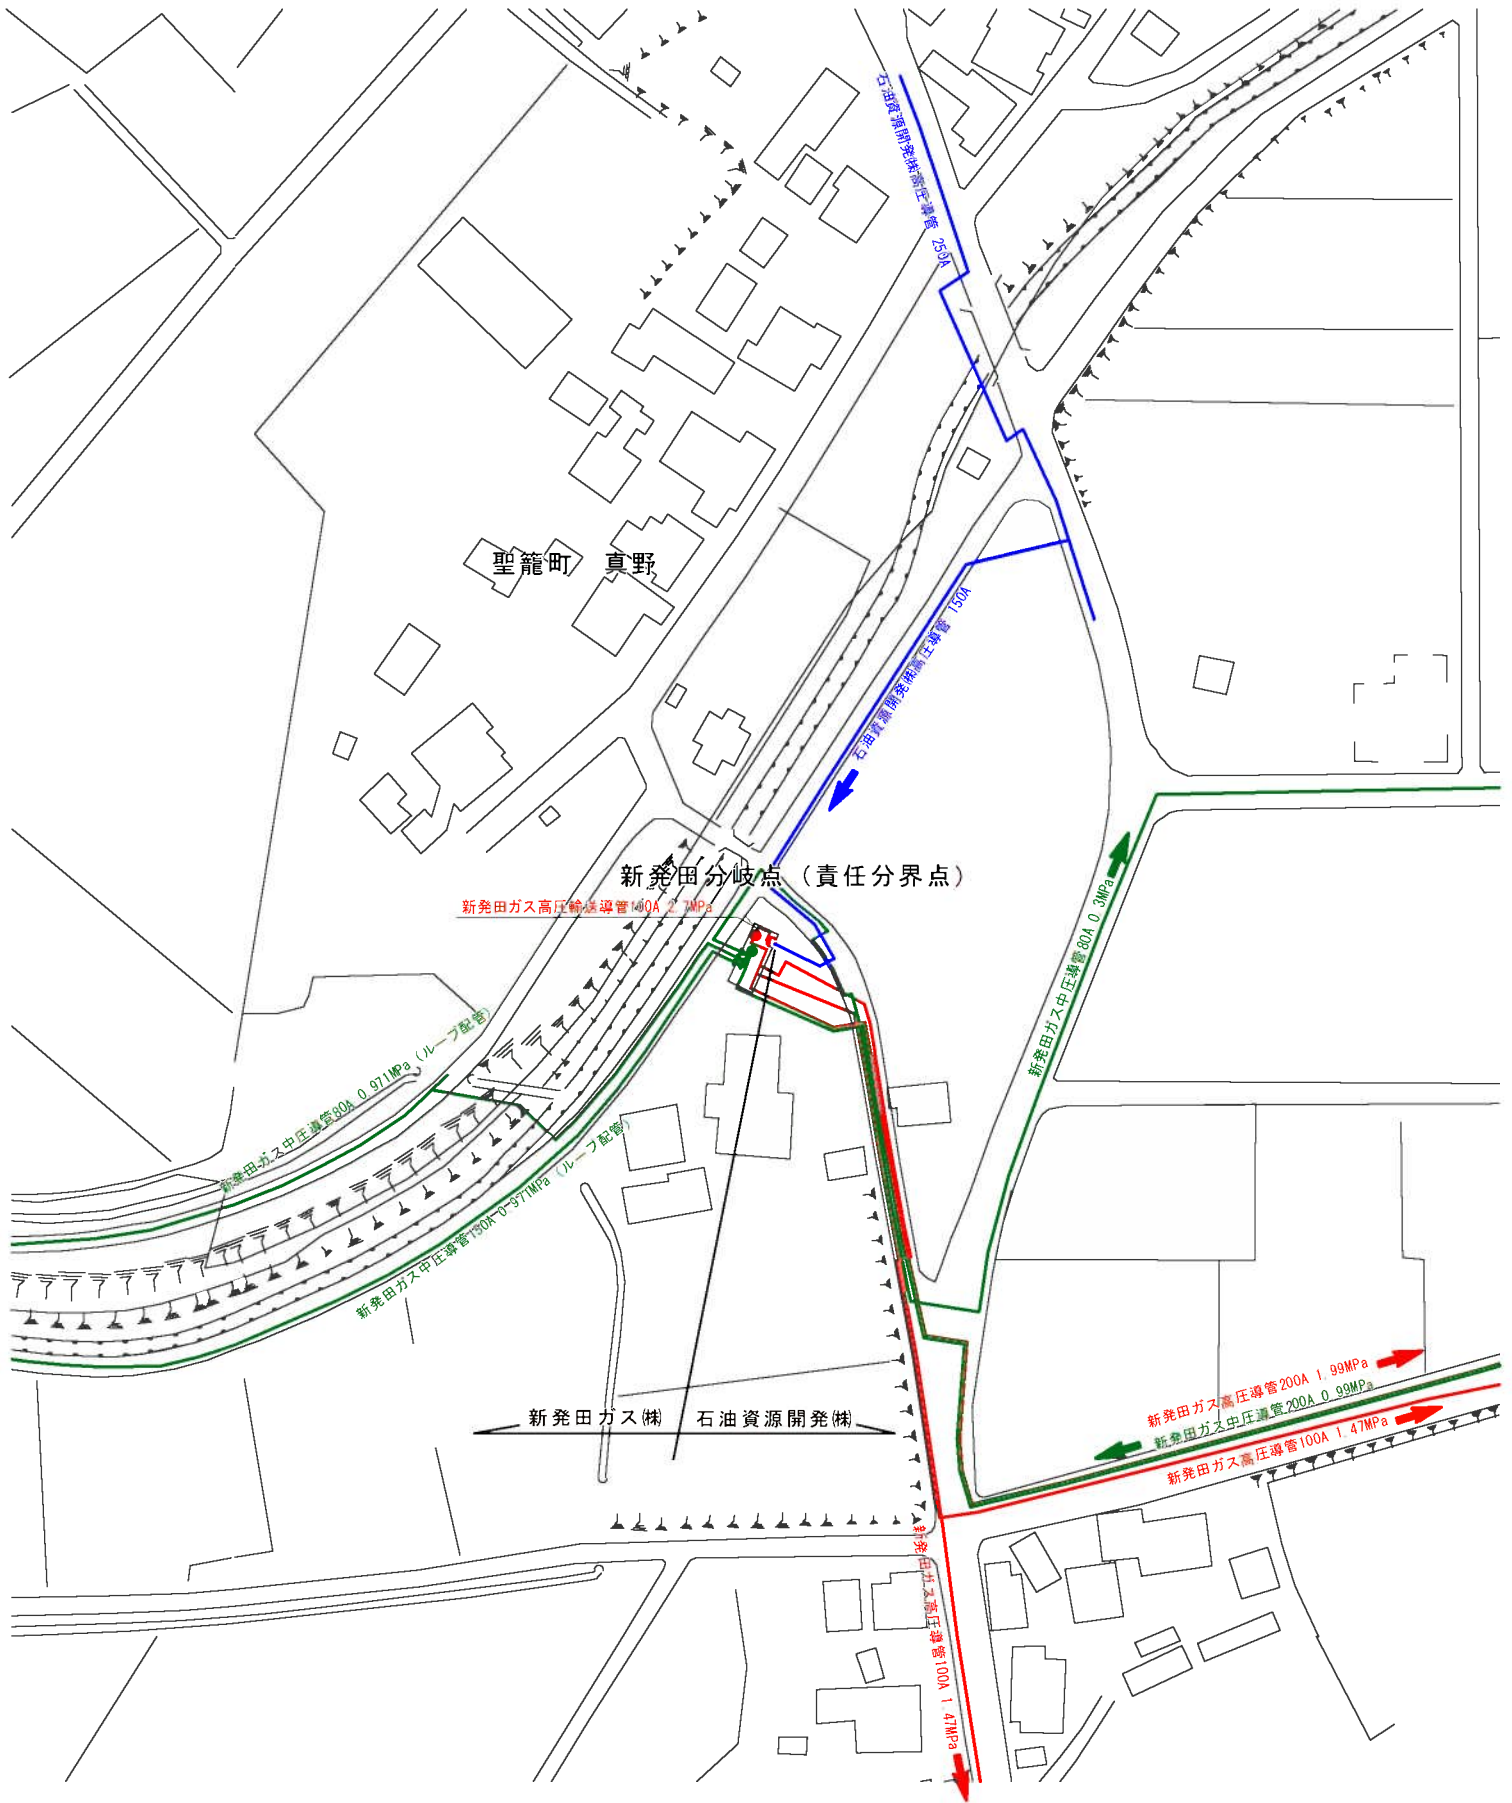 石油資源開発㈱高圧導管 250A
聖籠町 真野
石油資源開発㈱高圧導管 150A
新発田分岐点（責任分界点）
新発田ガス高圧輸送導管100A 2.7MPa
新発田ガス中圧導管80A 0.3MPa
新発田ガス中圧導管80A 0.971MPa（ループ配管）
新発田ガス中圧導管150A 0.971MPa（ループ配管）
新発田ガス高圧導管200A 1.99MPa
新発田ガス中圧導管200A 0.99MPa
新発田ガス高圧導管100A 1.47MPa
新発田ガス㈱ 石油資源開発㈱
新発田ガス高圧導管100A 1.47MPa